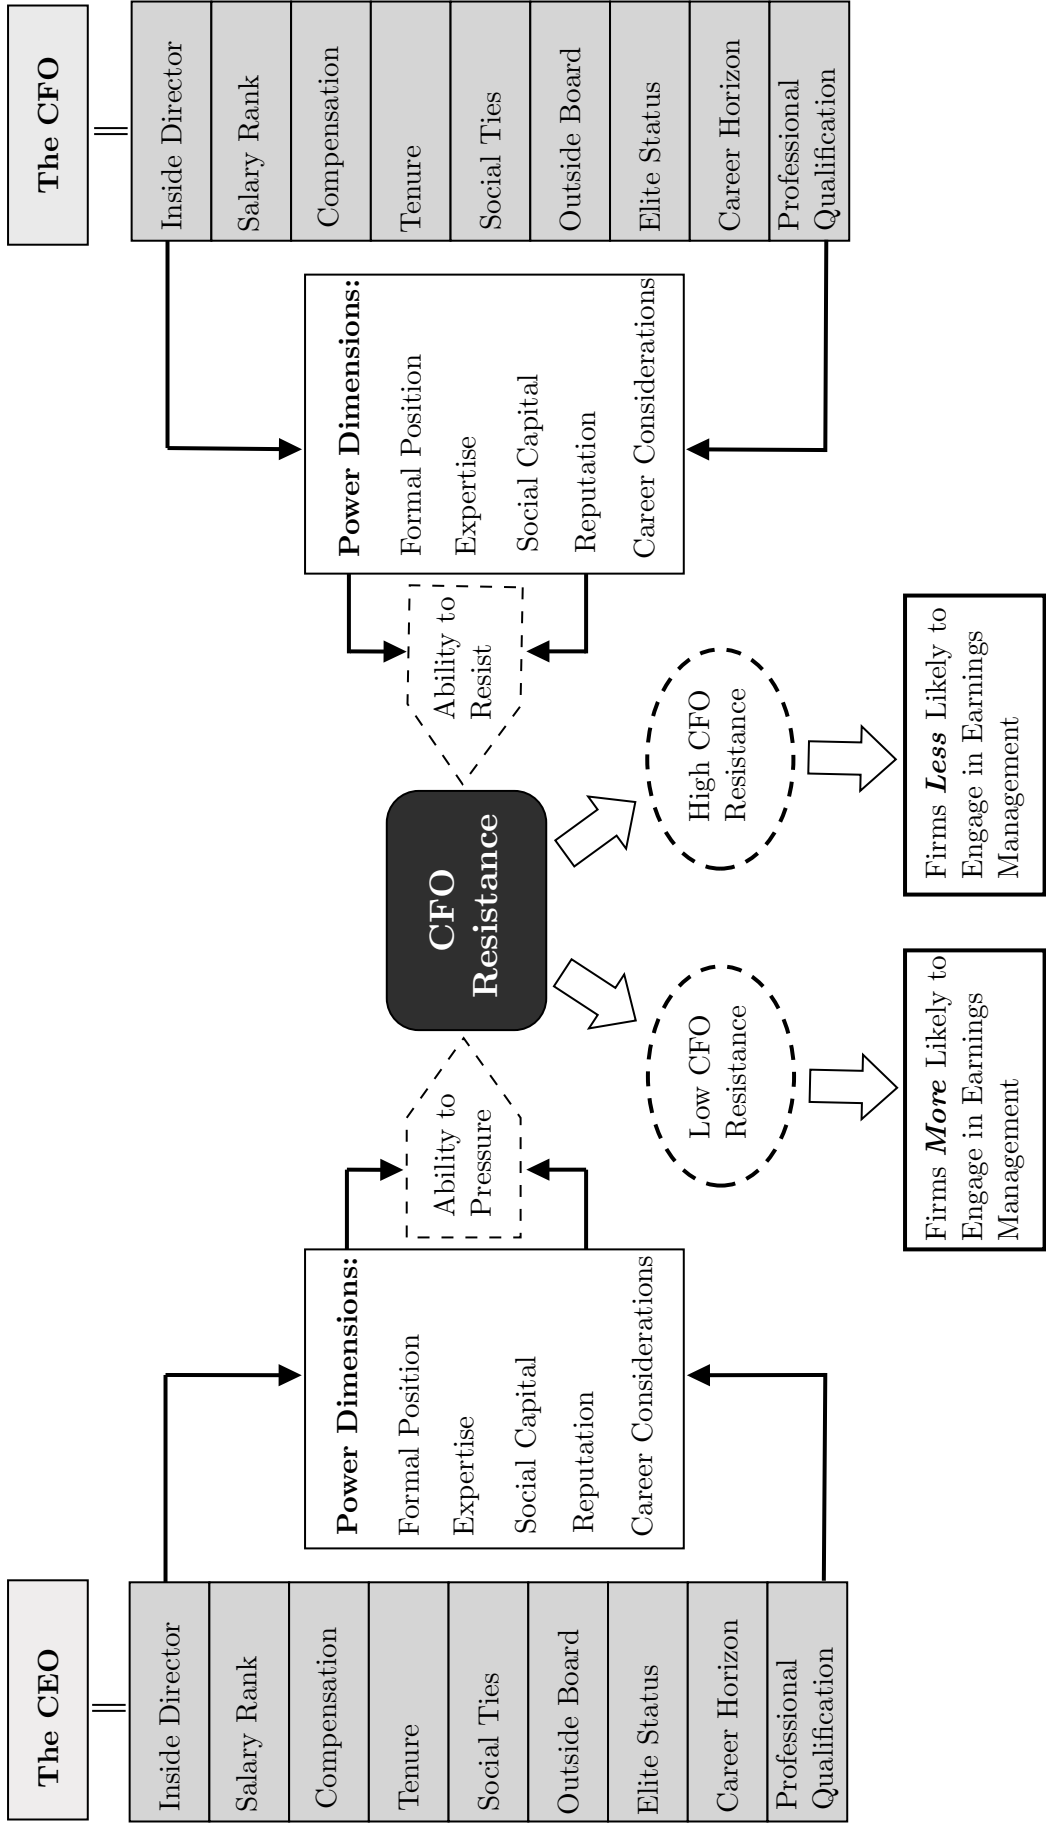 The CEO
Inside Director
Salary Rank
Compensation
Tenure
Social Ties
Outside Board
Elite Status
Career Horizon
Professional
Qualification
Power Dimensions:
Formal Position
Expertise
Social Capital
Reputation
Career Considerations
Ability to
Pressure
CFO
Resistance
Ability to
Resist
Power Dimensions:
Formal Position
Expertise
Social Capital
Reputation
Career Considerations
The CFO
Inside Director
Salary Rank
Compensation
Tenure
Social Ties
Outside Board
Elite Status
Career Horizon
Professional
Qualification
Low CFO
Resistance
High CFO
Resistance
Firms More Likely to
Engage in Earnings
Management
Firms Less Likely to
Engage in Earnings
Management